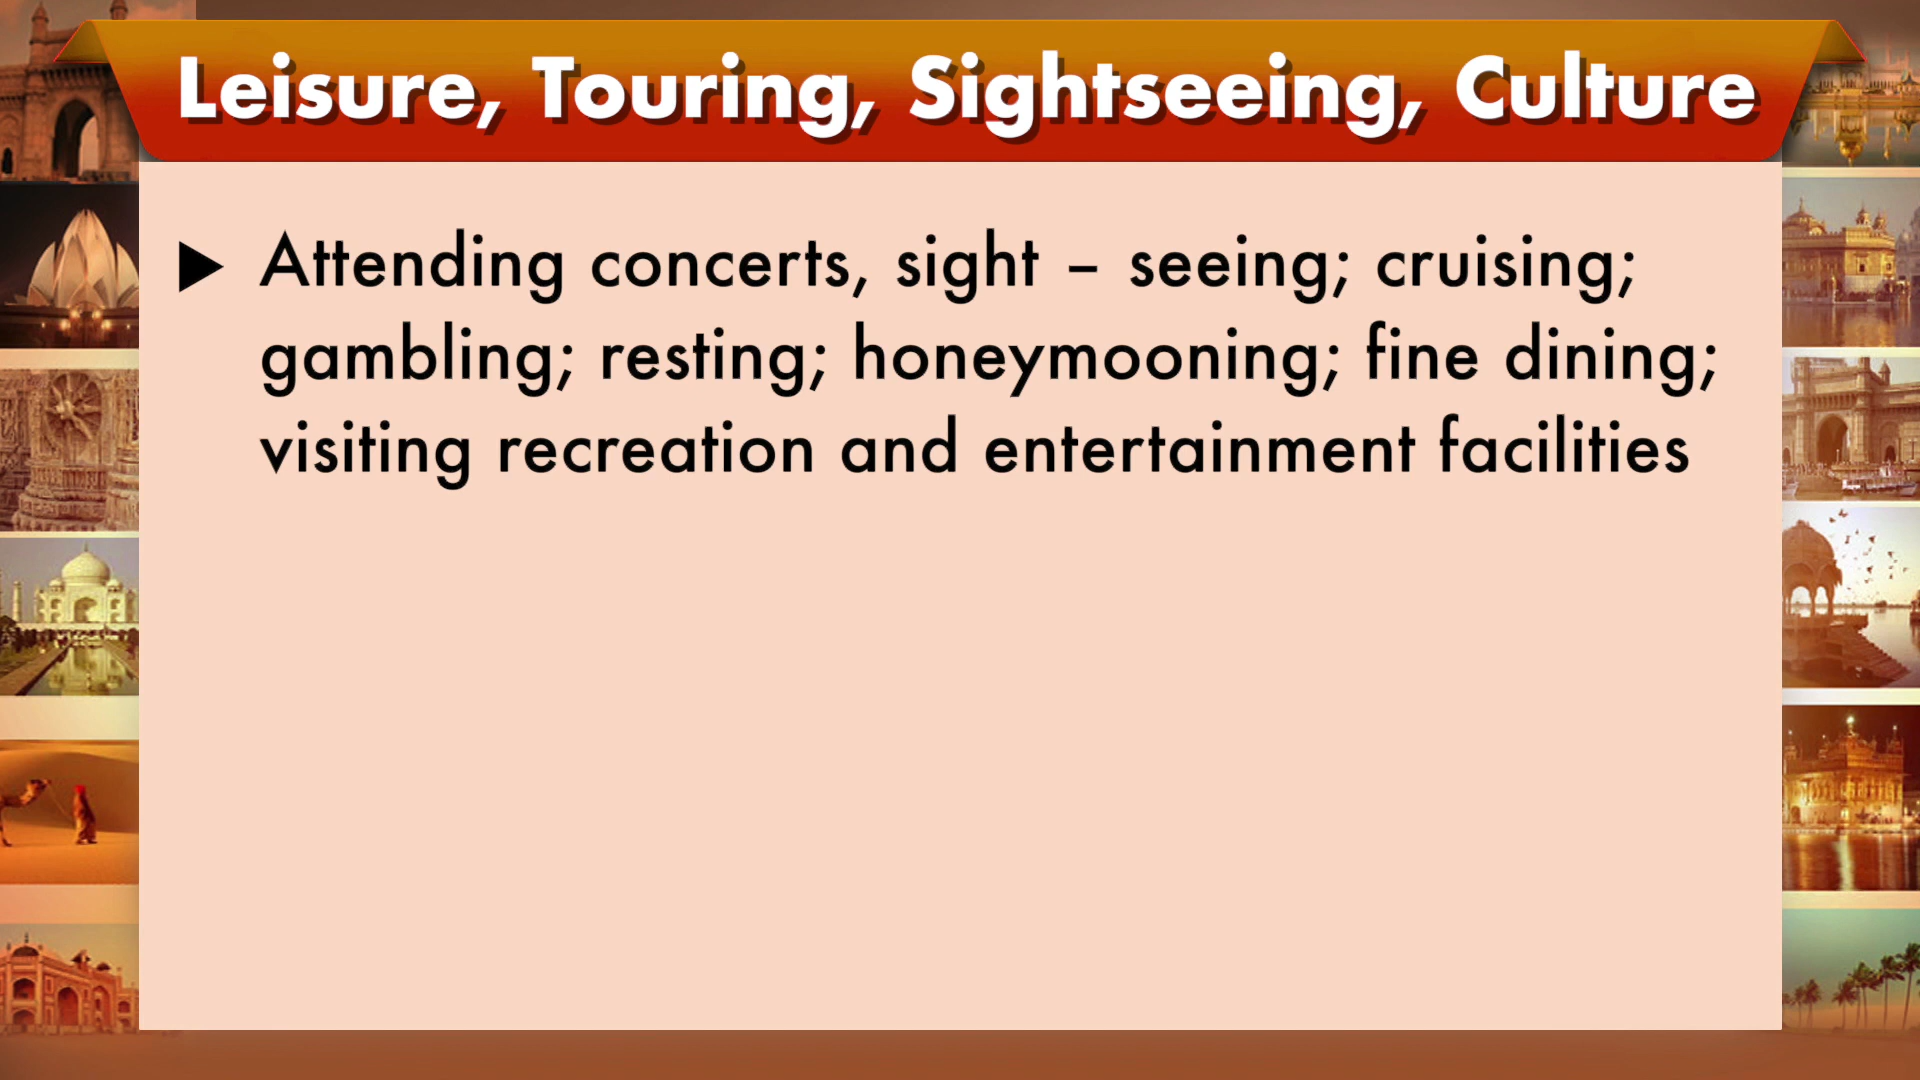 Leisure, Touring, Sightseeing, Culture
▶ Attending concerts, sight – seeing; cruising;
gambling; resting; honeymooning; fine dining;
visiting recreation and entertainment facilities